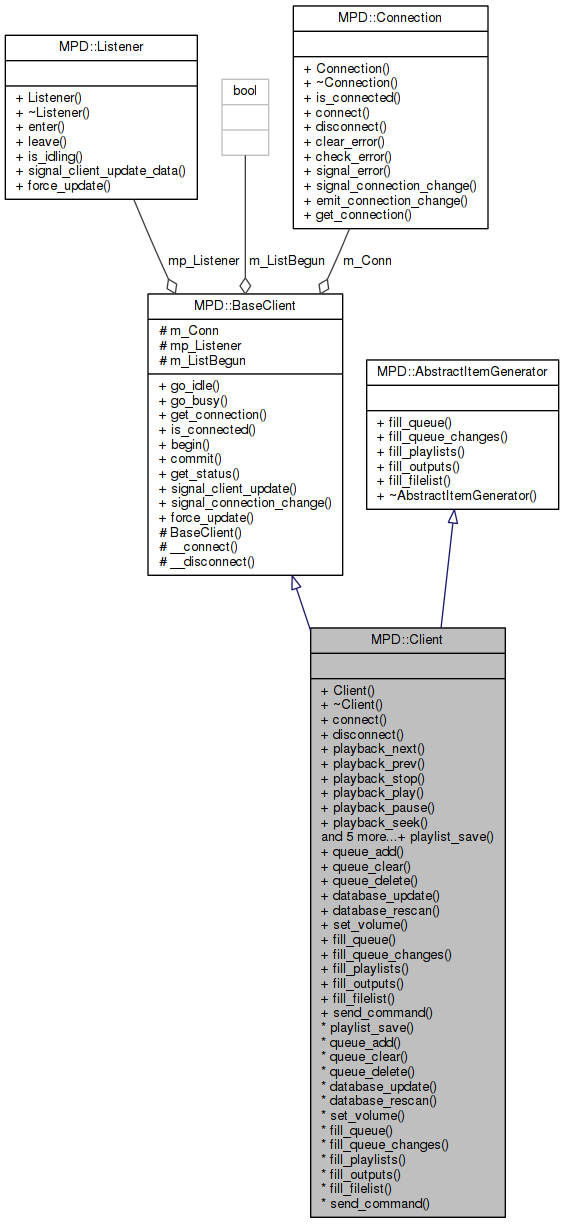 MPD::Connection
+ Connection()
+ ~Connection()
+ is_connected()
+ connect()
+ disconnect()
+ clear_error()
+ check_error()
+ signal_error()
+ signal_connection_change()
+ emit_connection_change()
+ get_connection()
MPD::Listener
+ Listener()
+ ~Listener()
+ enter()
+ leave()
+ is_idling()
+ signal_client_update_data()
+ force_update()
bool
mp_Listener
m_ListBegun
m_Conn
MPD::BaseClient
# m_Conn
# mp_Listener
# m_ListBegun
+ go_idle()
+ go_busy()
+ get_connection()
+ is_connected()
+ begin()
+ commit()
+ get_status()
+ signal_client_update()
+ signal_connection_change()
+ force_update()
# BaseClient()
# __connect()
# __disconnect()
MPD::AbstractItemGenerator
+ fill_queue()
+ fill_queue_changes()
+ fill_playlists()
+ fill_outputs()
+ fill_filelist()
+ ~AbstractItemGenerator()
MPD::Client
+ Client()
+ ~Client()
+ connect()
+ disconnect()
+ playback_next()
+ playback_prev()
+ playback_stop()
+ playback_play()
+ playback_pause()
+ playback_seek()
and 5 more...+ playlist_save()
+ queue_add()
+ queue_clear()
+ queue_delete()
+ database_update()
+ database_rescan()
+ set_volume()
+ fill_queue()
+ fill_queue_changes()
+ fill_playlists()
+ fill_outputs()
+ fill_filelist()
+ send_command()
* playlist_save()
* queue_add()
* queue_clear()
* queue_delete()
* database_update()
* database_rescan()
* set_volume()
* fill_queue()
* fill_queue_changes()
* fill_playlists()
* fill_outputs()
* fill_filelist()
* send_command()